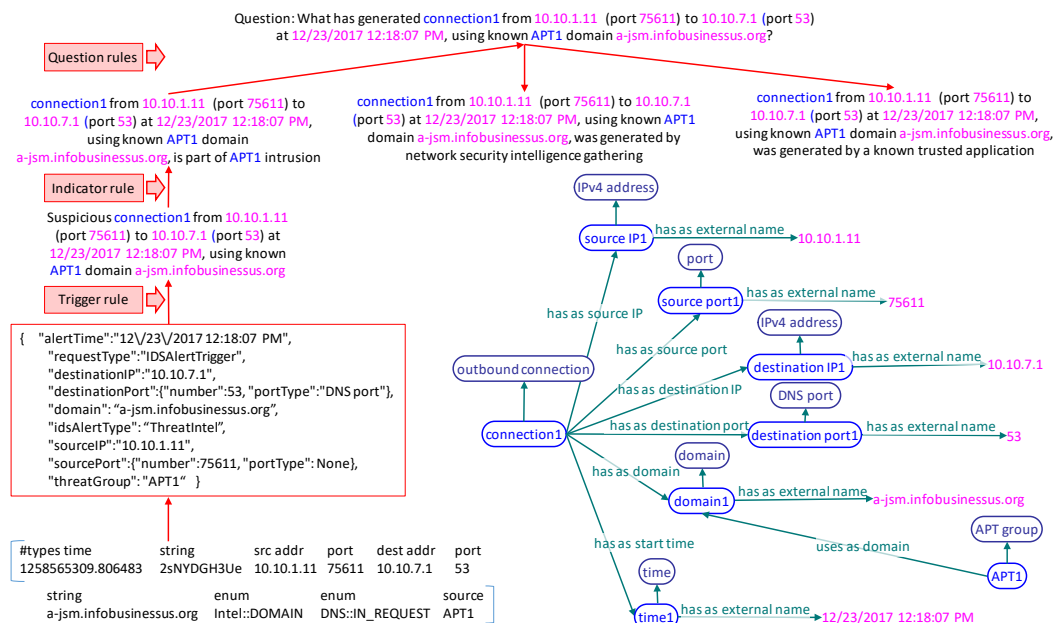 Question: What has generated connection1 from 10.10.1.11 (port 75611) to 10.10.7.1 (port 53)
at 12/23/2017 12:18:07 PM, using known APT1 domain a-jsm.infobusinessus.org?
Question rules
connection1 from 10.10.1.11 (port 75611) to
10.10.7.1 (port 53) at 12/23/2017 12:18:07 PM,
using known APT1 domain
a-jsm.infobusinessus.org, is part of APT1 intrusion
connection1 from 10.10.1.11 (port 75611) to 10.10.7.1
(port 53) at 12/23/2017 12:18:07 PM, using known APT1
domain a-jsm.infobusinessus.org, was generated by
network security intelligence gathering
connection1 from 10.10.1.11 (port 75611) to
10.10.7.1 (port 53) at 12/23/2017 12:18:07 PM,
using known APT1 domain a-jsm.infobusinessus.org,
was generated by a known trusted application
Indicator rule
Suspicious connection1 from 10.10.1.11
(port 75611) to 10.10.7.1 (port 53) at
12/23/2017 12:18:07 PM, using known
APT1 domain a-jsm.infobusinessus.org
Trigger rule
{ "alertTime":"12\/23\/2017 12:18:07 PM",
"requestType":"IDSAlertTrigger",
"destinationIP":"10.10.7.1",
"destinationPort":{"number":53, "portType":"DNS port"},
"domain": “a-jsm.infobusinessus.org”,
"idsAlertType": “ThreatIntel”,
"sourceIP":"10.10.1.11",
"sourcePort":{"number":75611, "portType": None},
"threatGroup": "APT1“ }
#types time string src addr port dest addr port
1258565309.806483 2sNYDGH3Ue 10.10.1.11 75611 10.10.7.1 53
string enum enum source
a-jsm.infobusinessus.org Intel::DOMAIN DNS::IN_REQUEST APT1
IPv4 address
source IP1
has as external name
10.10.1.11
port
has as source IP
source port1
has as external name
75611
IPv4 address
has as source port
outbound connection
has as destination IP
destination IP1
has as external name
10.10.7.1
DNS port
connection1
has as destination port
destination port1
has as external name
53
domain
has as domain
domain1
has as external name
a-jsm.infobusinessus.org
APT group
uses as domain
has as start time
APT1
time
time1
has as external name
12/23/2017 12:18:07 PM